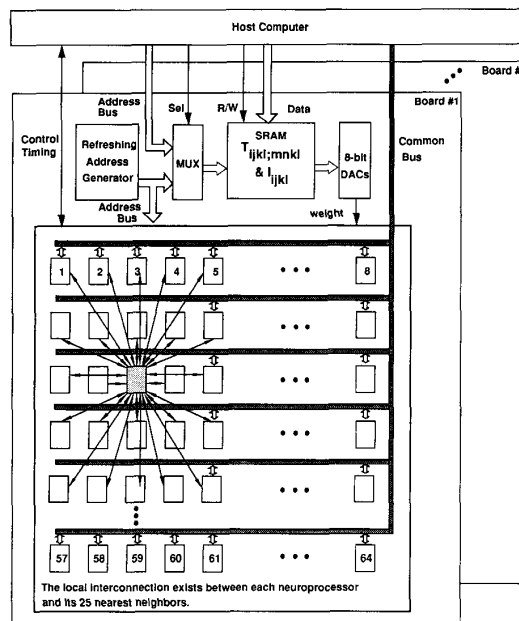 Host Computer
Board #
Board #1
Address
Bus
Sel
R/W
Data
Control
Timing
Common
Bus
Refreshing
Address
Generator
MUX
SRAM
Tijkl;mnkl
& Iijkl
8-bit
DACs
Address
Bus
weight
1 2 3 4 5 • • • 8
• • •
• • •
• • •
• • •
57 58 59 60 61 • • • 64
The local interconnection exists between each neuroprocessor
and its 25 nearest neighbors.